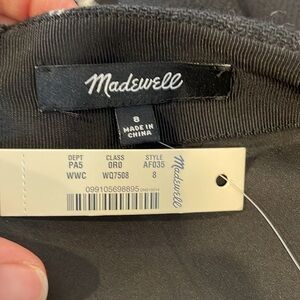 Madewell
8
MADE IN
CHINA
DEPT CLASS STYLE
PA5 0R0 AF035
WWC WQ7508 8
099105698895
Madewell